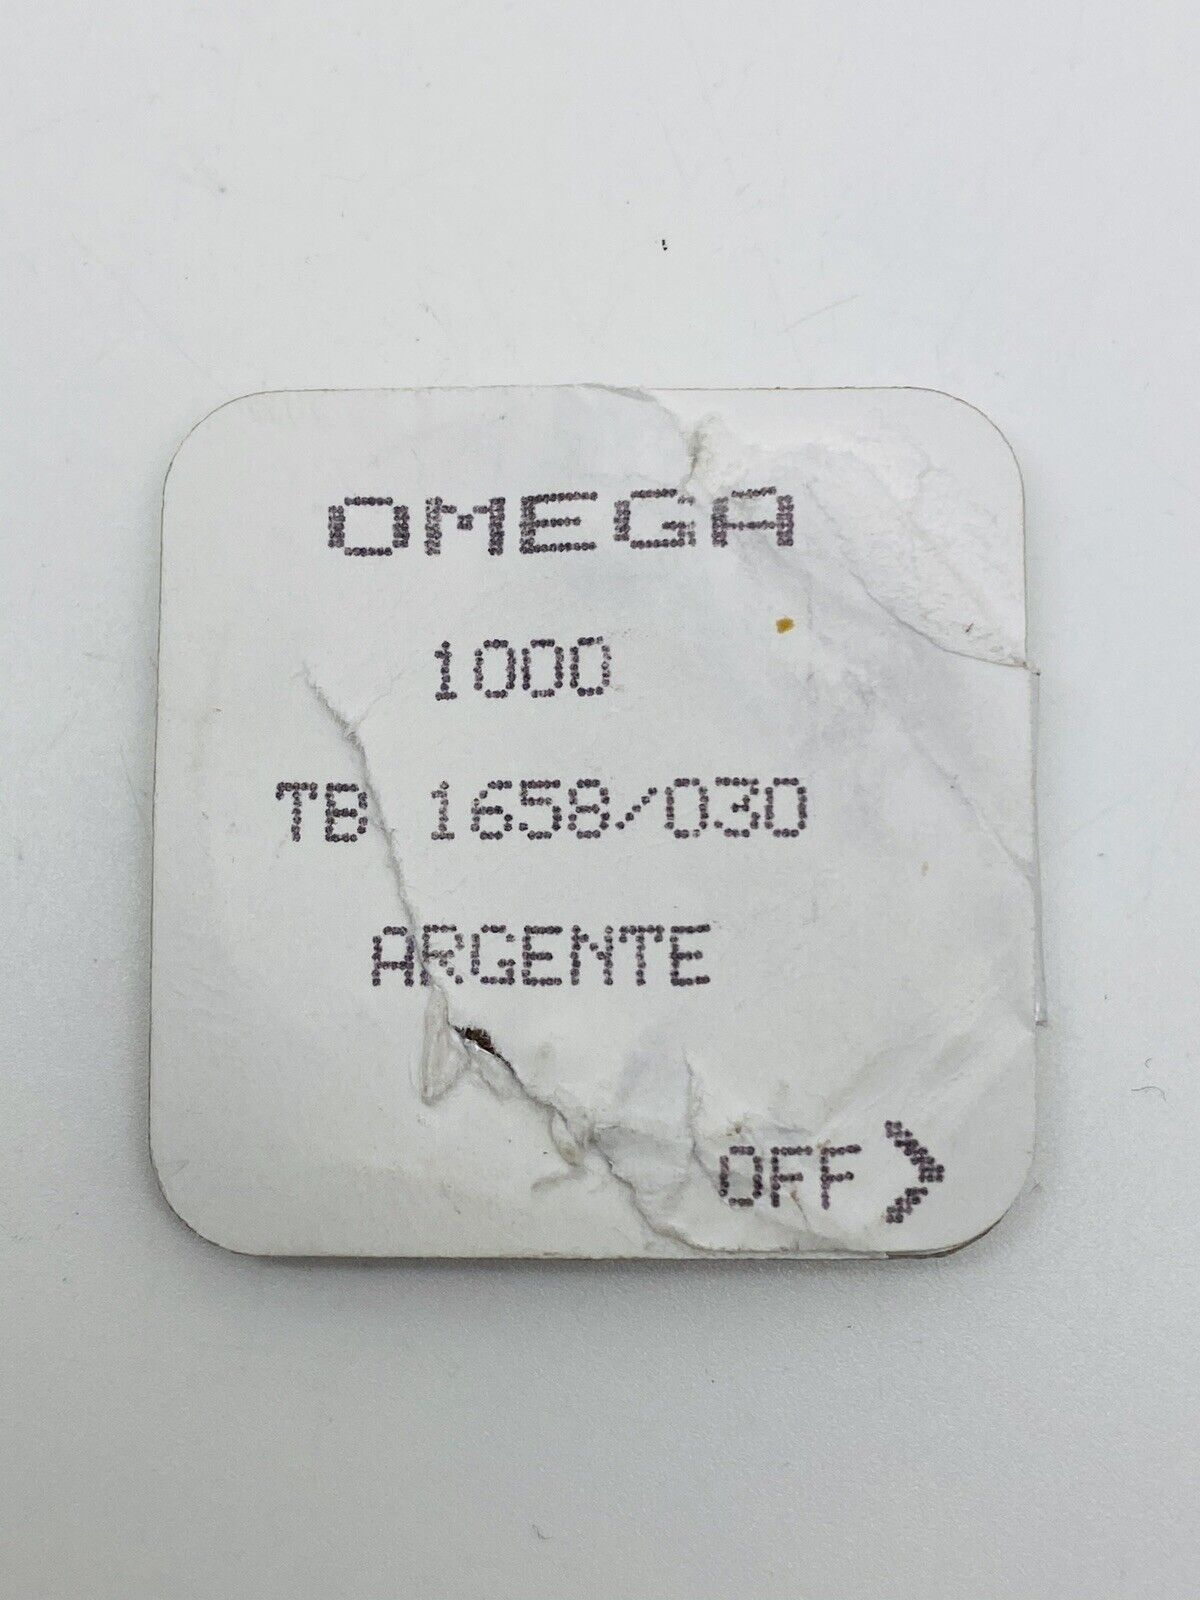 OMEGA
1000
TB 1658/030
ARGENTE
OFF >